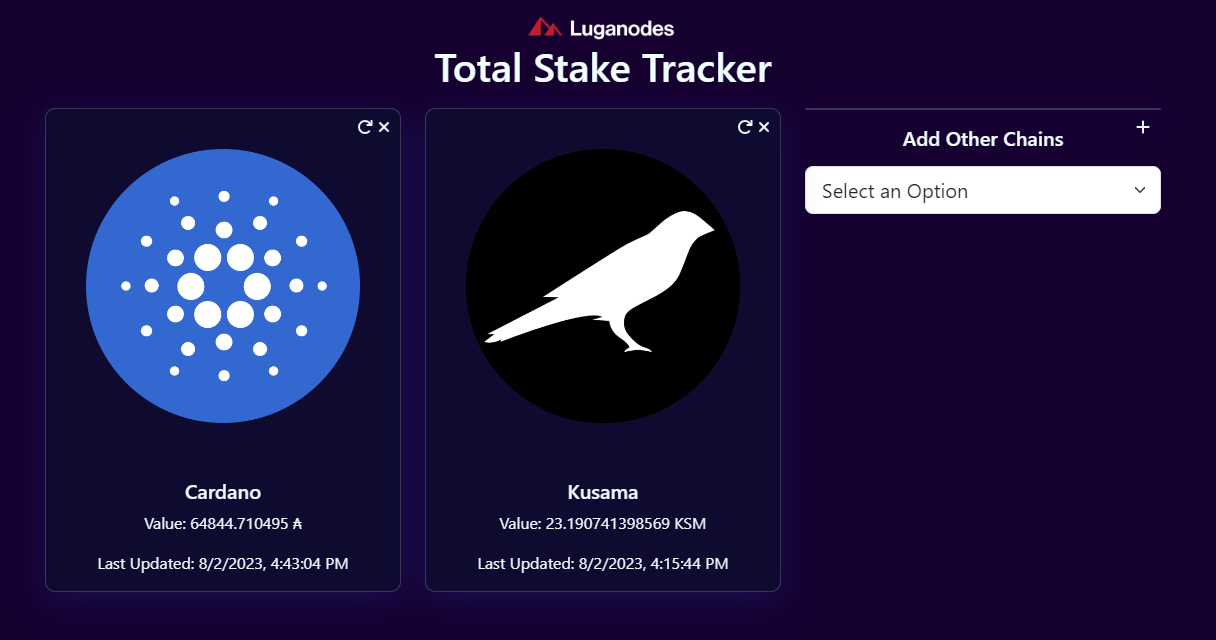 Luganodes
Total Stake Tracker
Cardano
Value: 64844.710495 ₳
Last Updated: 8/2/2023, 4:43:04 PM
Kusama
Value: 23.190741398569 KSM
Last Updated: 8/2/2023, 4:15:44 PM
Add Other Chains
Select an Option